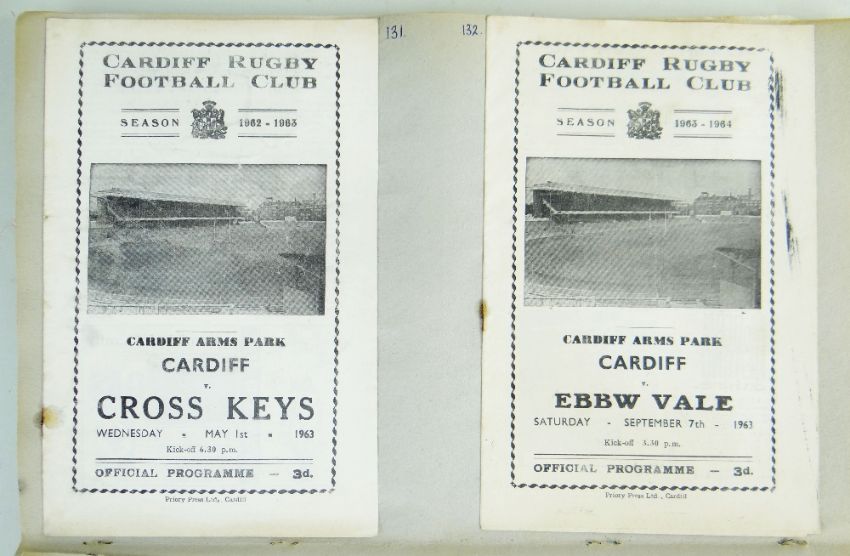 131.
132.
CARDIFF RUGBY
FOOTBALL CLUB
SEASON 1962 - 1963
CARDIFF ARMS PARK
CARDIFF
v.
CROSS KEYS
WEDNESDAY - MAY 1st - 1963
Kick-off 6.30 p.m.
OFFICIAL PROGRAMME — 3d.
Priory Press Ltd., Cardiff
CARDIFF RUGBY
FOOTBALL CLUB
SEASON 1963 - 1964
CARDIFF ARMS PARK
CARDIFF
v.
EBBW VALE
SATURDAY - SEPTEMBER 7th - 1963
Kick-off 3.30 p.m.
OFFICIAL PROGRAMME — 3d.
Priory Press Ltd., Cardiff